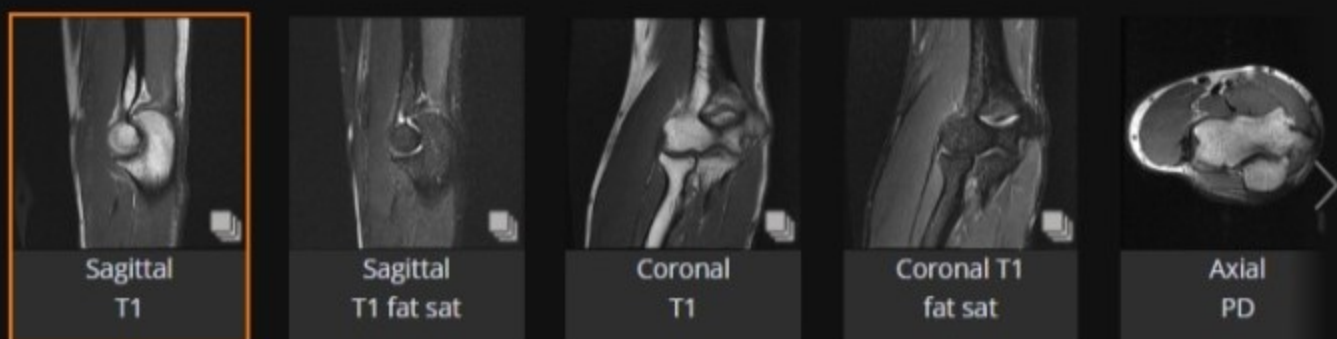 Sagittal
T1
Sagittal
T1 fat sat
Coronal
T1
Coronal T1
fat sat
Axial
PD